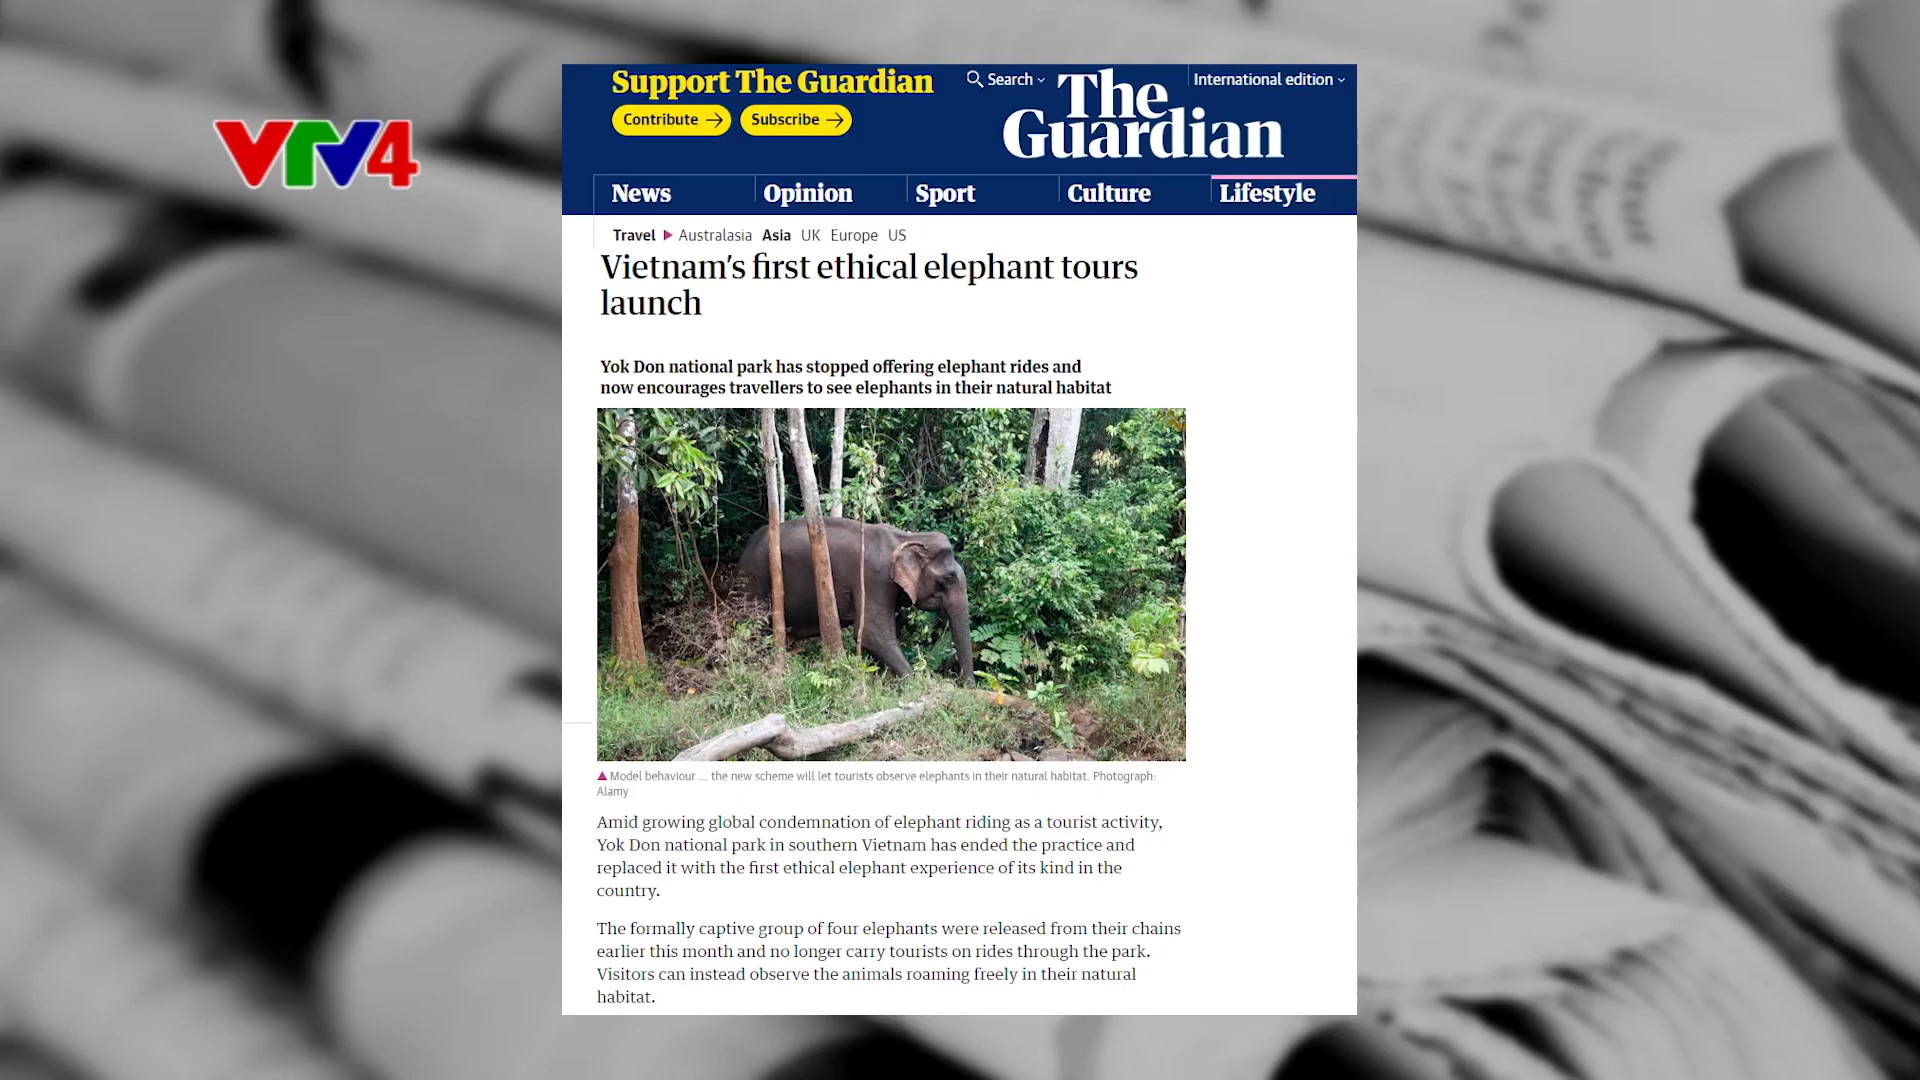 VTV4
Support The Guardian
Contribute
Subscribe
Search
International edition
The
Guardian
News
Opinion
Sport
Culture
Lifestyle
Travel Australasia Asia UK Europe US
Vietnam’s first ethical elephant tours
launch
Yok Don national park has stopped offering elephant rides and
now encourages travellers to see elephants in their natural habitat
Model behaviour ... the new scheme will let tourists observe elephants in their natural habitat. Photograph:
Alamy
Amid growing global condemnation of elephant riding as a tourist activity,
Yok Don national park in southern Vietnam has ended the practice and
replaced it with the first ethical elephant experience of its kind in the
country.
The formally captive group of four elephants were released from their chains
earlier this month and no longer carry tourists on rides through the park.
Visitors can instead observe the animals roaming freely in their natural
habitat.